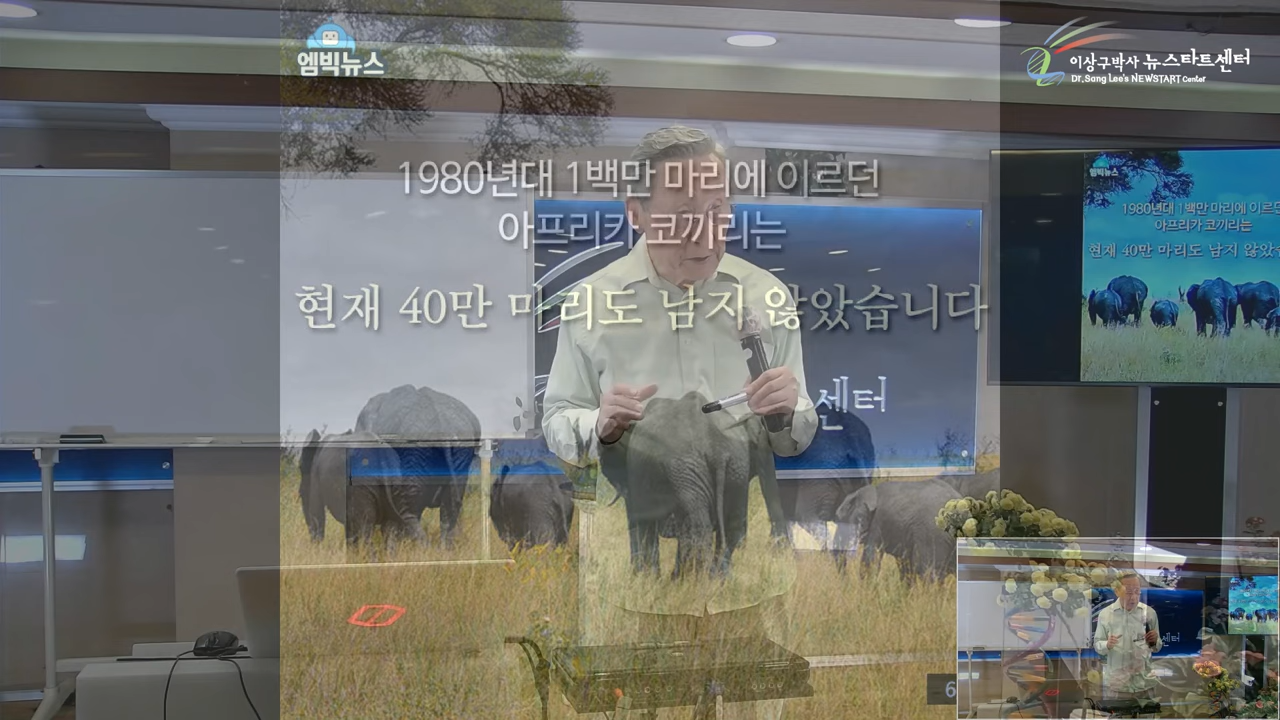 엠빅뉴스
이상구박사 뉴스타트센터
Dr.Sang Lee's NEWSTART Center
1980년대 1백만 마리에 이르던
아프리카 코끼리는
현재 40만 마리도 남지 않았습니다
엠빅뉴스
1980년대 1백만 마리에 이르던
아프리카 코끼리는
현재 40만 마리도 남지 않았습
센터
6
센터